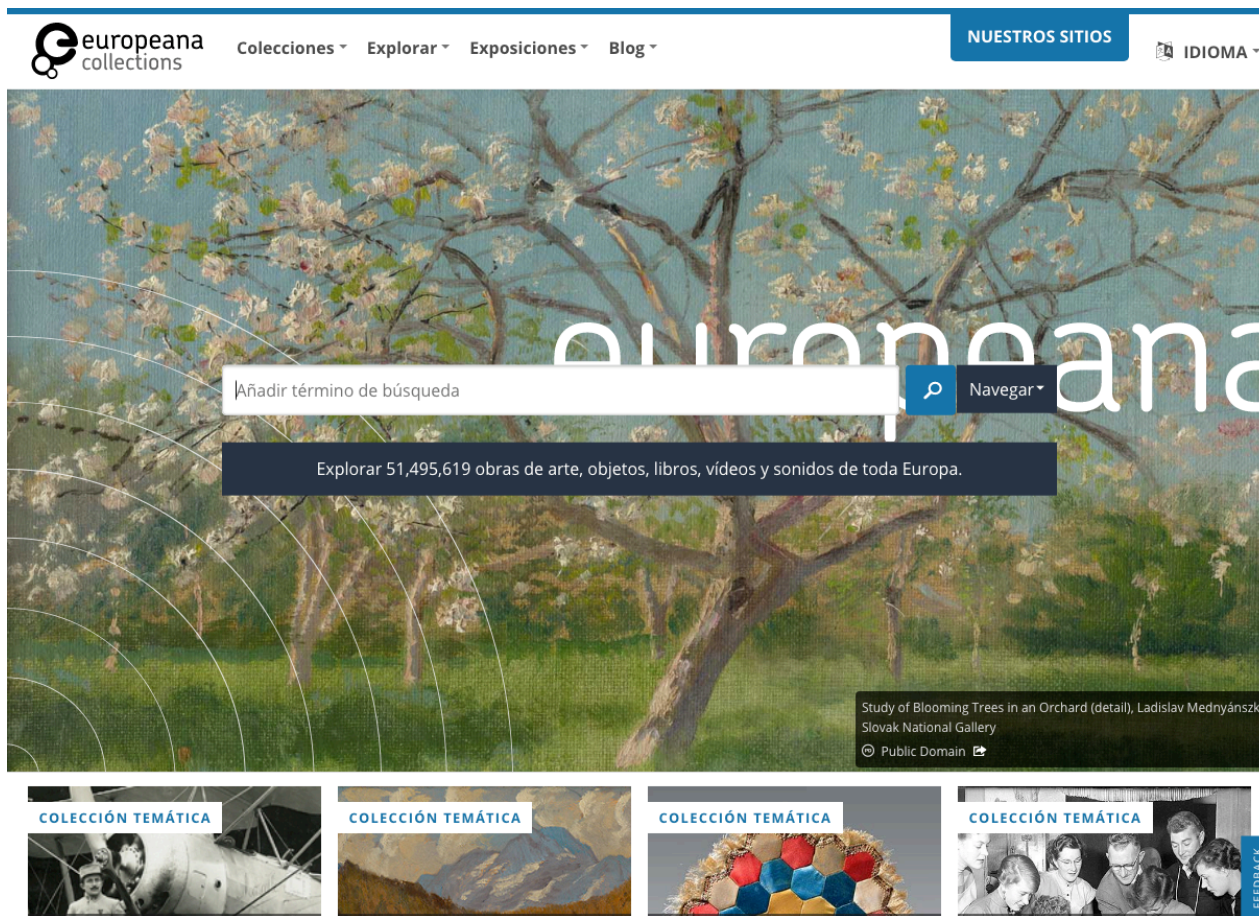 europeana
collections
Colecciones
Explorar
Exposiciones
Blog
NUESTROS SITIOS
IDIOMA
europeana
Añadir término de búsqueda
Navegar
Explorar 51,495,619 obras de arte, objetos, libros, vídeos y sonidos de toda Europa.
Study of Blooming Trees in an Orchard (detail), Ladislav Mednyánszk
Slovak National Gallery
Public Domain
COLECCIÓN TEMÁTICA
COLECCIÓN TEMÁTICA
COLECCIÓN TEMÁTICA
COLECCIÓN TEMÁTICA
FEEDBACK